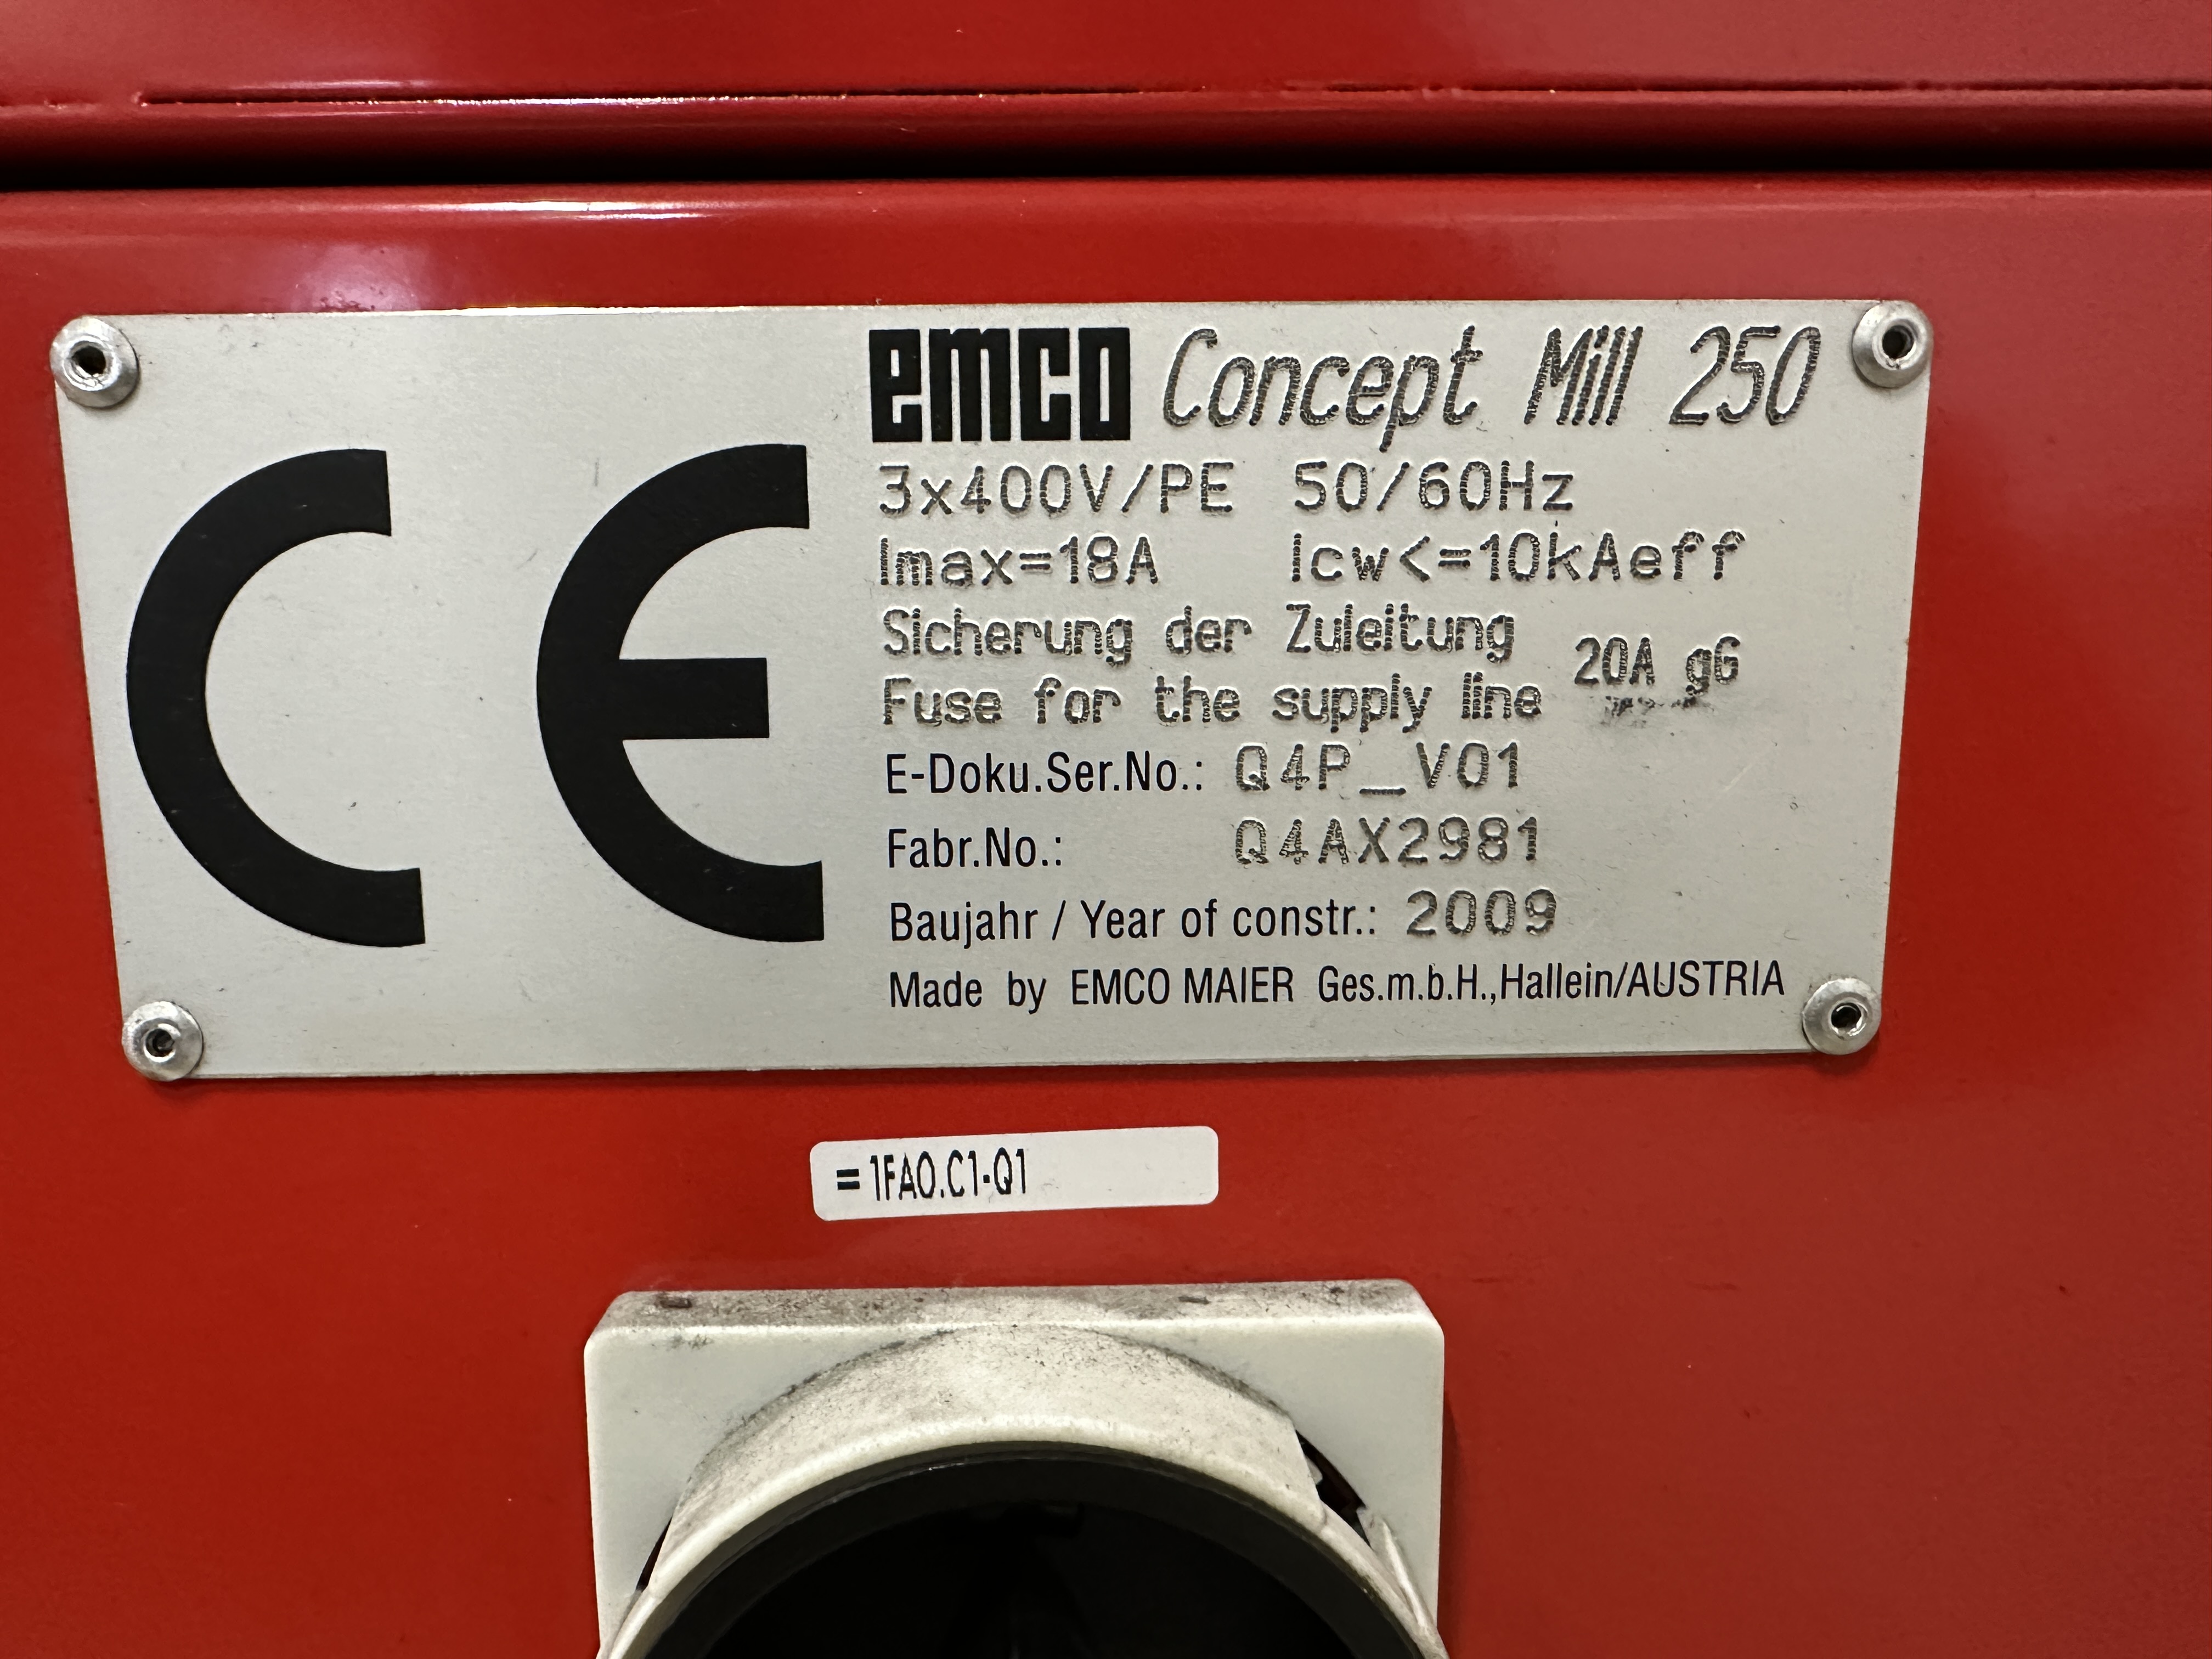 CE
emco Concept Mill 250
3x400V/PE 50/60Hz
Imax=18A Icw<=10kAeff
Sicherung der Zuleitung
20A gG
Fuse for the supply line
E-Doku.Ser.No.: Q4P_V01
Fabr.No.: Q4AX2981
Baujahr / Year of constr.: 2009
Made by EMCO MAIER Ges.m.b.H.,Hallein/AUSTRIA
=1FA0.C1-Q1